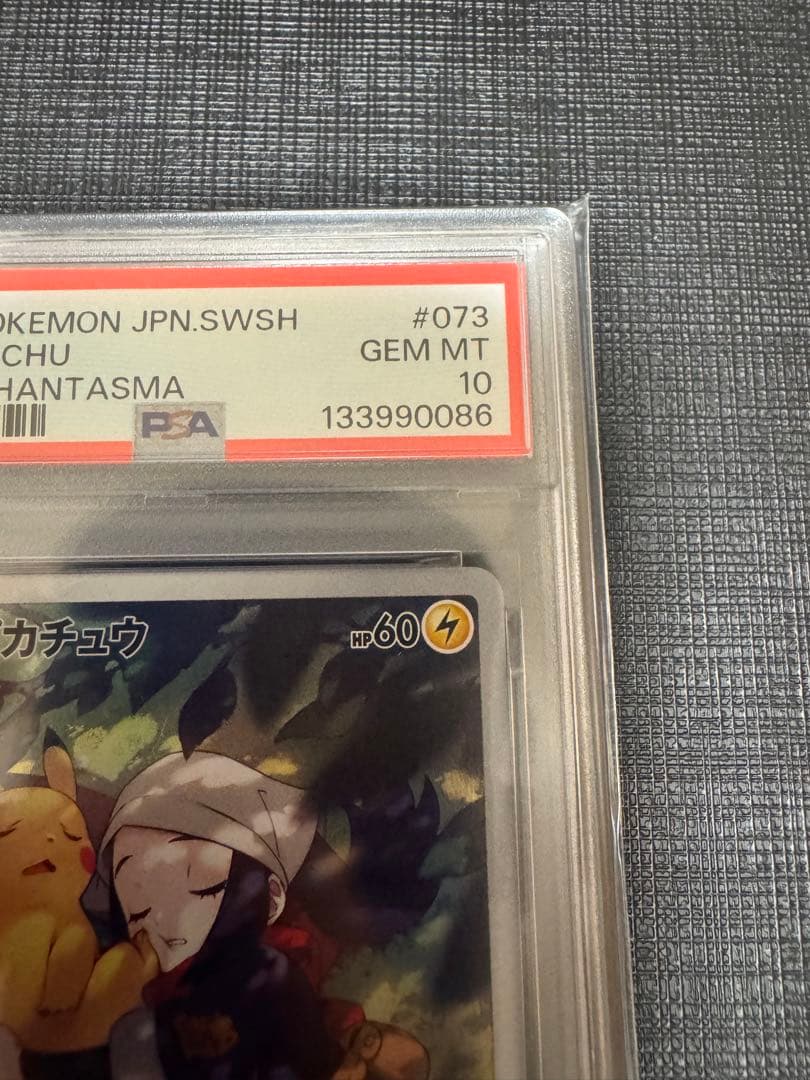 OKEMON JPN.SWSH #073
CHU GEM MT
HANTASMA 10
PSA 133990086
カチュウ HP60